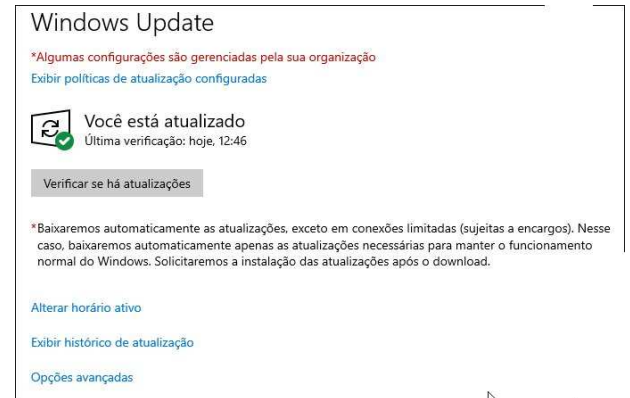 Windows Update
*Algumas configurações são gerenciadas pela sua organização
Exibir políticas de atualização configuradas
Você está atualizado
Última verificação: hoje, 12:46
Verificar se há atualizações
*Baixaremos automaticamente as atualizações, exceto em conexões limitadas (sujeitas a encargos). Nesse
caso, baixaremos automaticamente apenas as atualizações necessárias para manter o funcionamento
normal do Windows. Solicitaremos a instalação das atualizações após o download.
Alterar horário ativo
Exibir histórico de atualização
Opções avançadas